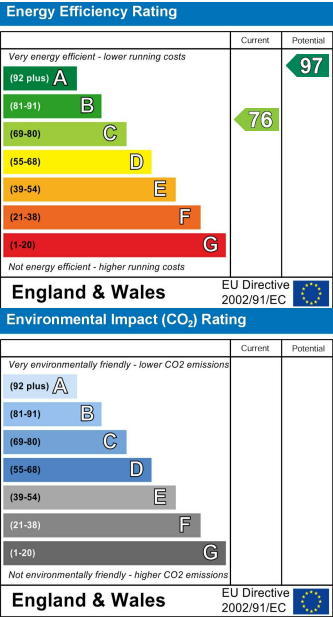 Energy Efficiency Rating
Current Potential
Very energy efficient - lower running costs
(92 plus) A
97
(81-91) B
(69-80) C
76
(55-68) D
(39-54) E
(21-38) F
(1-20) G
Not energy efficient - higher running costs
England & Wales
EU Directive
2002/91/EC
Environmental Impact (CO₂) Rating
Current Potential
Very environmentally friendly - lower CO2 emissions
(92 plus) A
(81-91) B
(69-80) C
(55-68) D
(39-54) E
(21-38) F
(1-20) G
Not environmentally friendly - higher CO2 emissions
England & Wales
EU Directive
2002/91/EC